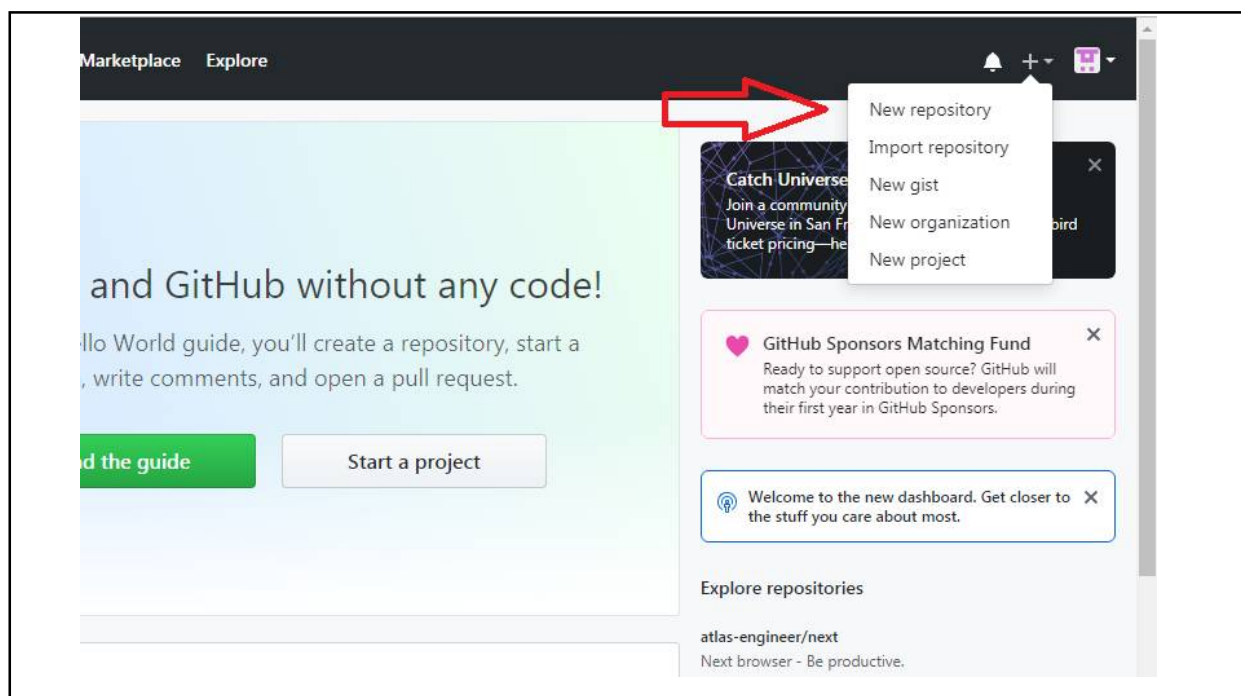 Marketplace Explore
New repository
Import repository
New gist
New organization
New project
Catch Universe
Join a community
Universe in San Fr
bird
ticket pricing—he
and GitHub without any code!
llo World guide, you'll create a repository, start a
, write comments, and open a pull request.
d the guide
Start a project
GitHub Sponsors Matching Fund
Ready to support open source? GitHub will
match your contribution to developers during
their first year in GitHub Sponsors.
Welcome to the new dashboard. Get closer to
the stuff you care about most.
Explore repositories
atlas-engineer/next
Next browser - Be productive.